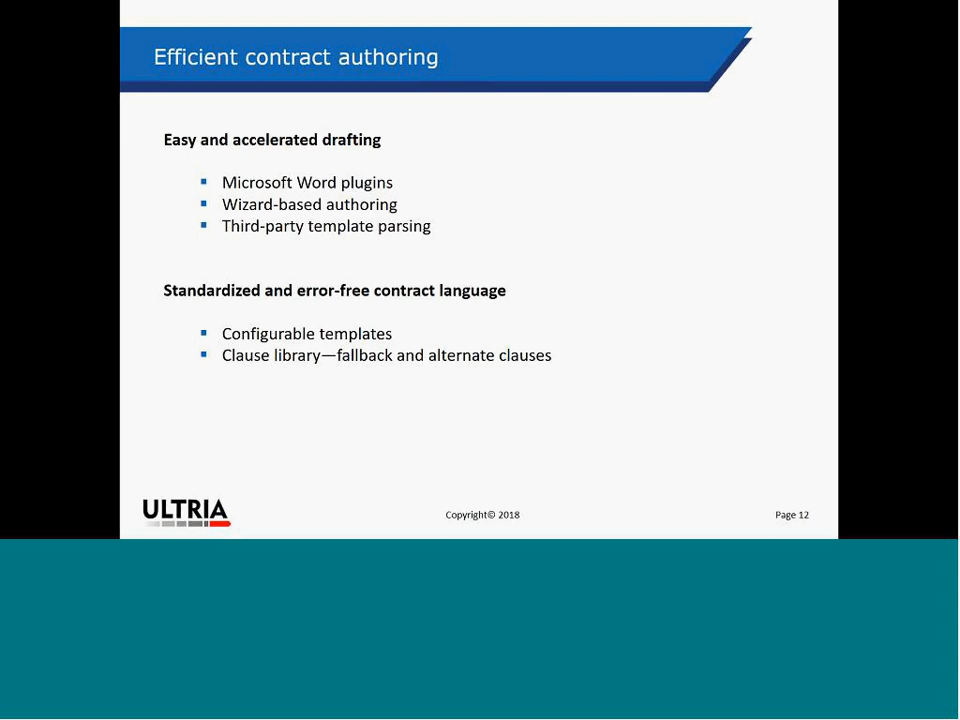 Efficient contract authoring
Easy and accelerated drafting
Microsoft Word plugins
Wizard-based authoring
Third-party template parsing
Standardized and error-free contract language
Configurable templates
Clause library—fallback and alternate clauses
ULTRIA
Copyright© 2018
Page 12